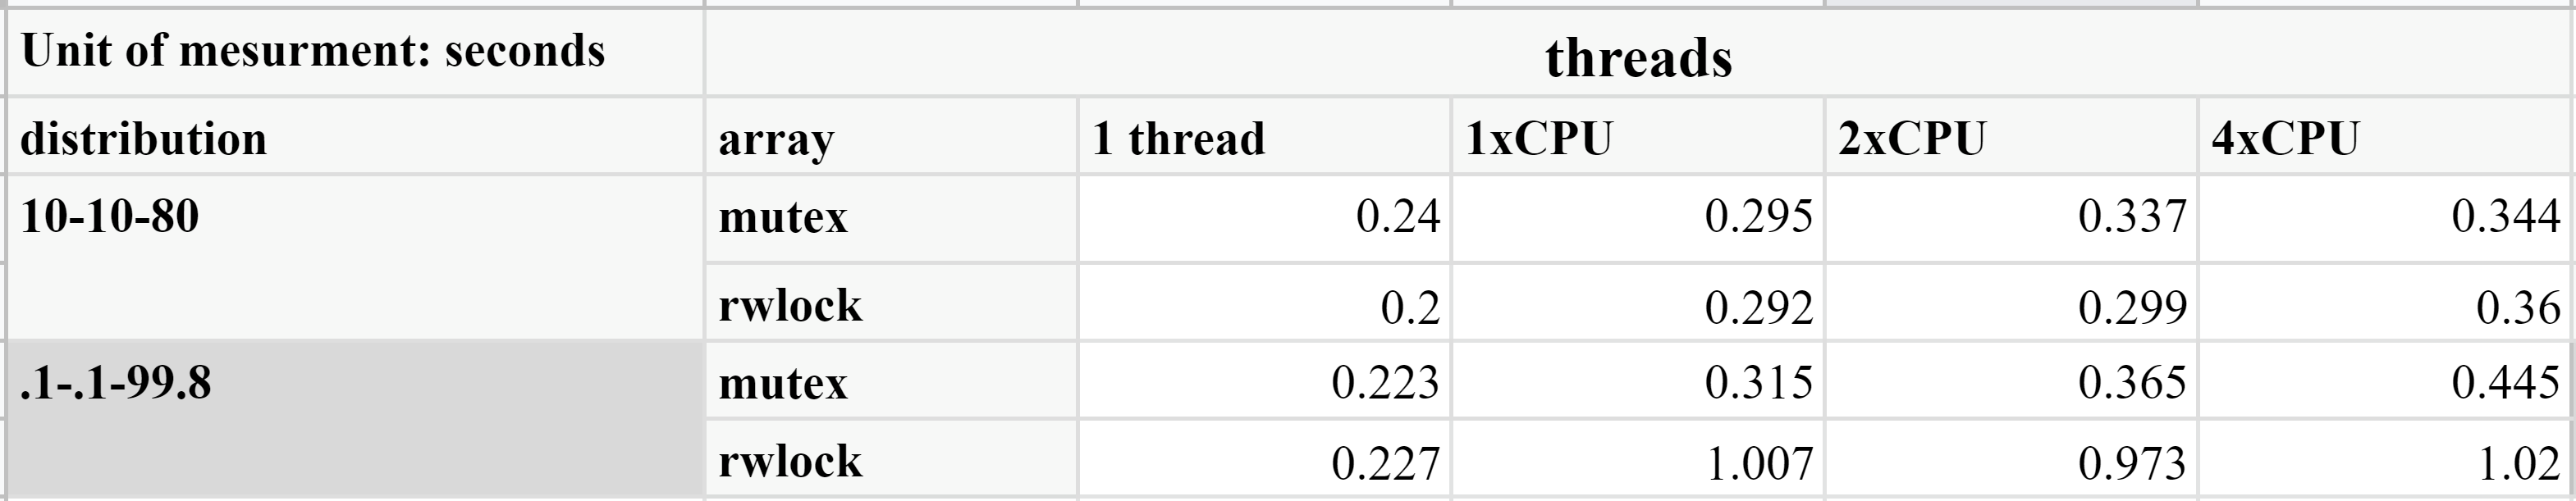 Unit of mesurment: seconds threads
distribution array 1 thread 1xCPU 2xCPU 4xCPU
10-10-80 mutex 0.24 0.295 0.337 0.344
rwlock 0.2 0.292 0.299 0.36
.1-.1-99.8 mutex 0.223 0.315 0.365 0.445
rwlock 0.227 1.007 0.973 1.02